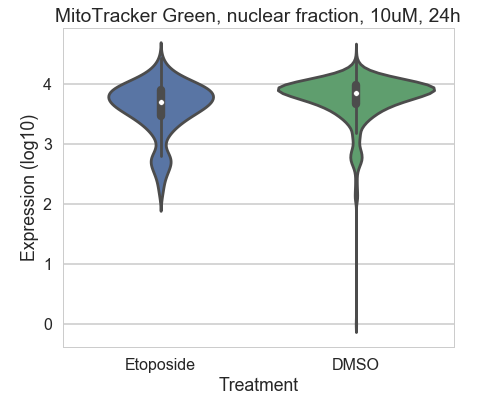 MitoTracker Green, nuclear fraction, 10uM, 24h
4
3
2
1
0
Expression (log10)
Etoposide DMSO
Treatment